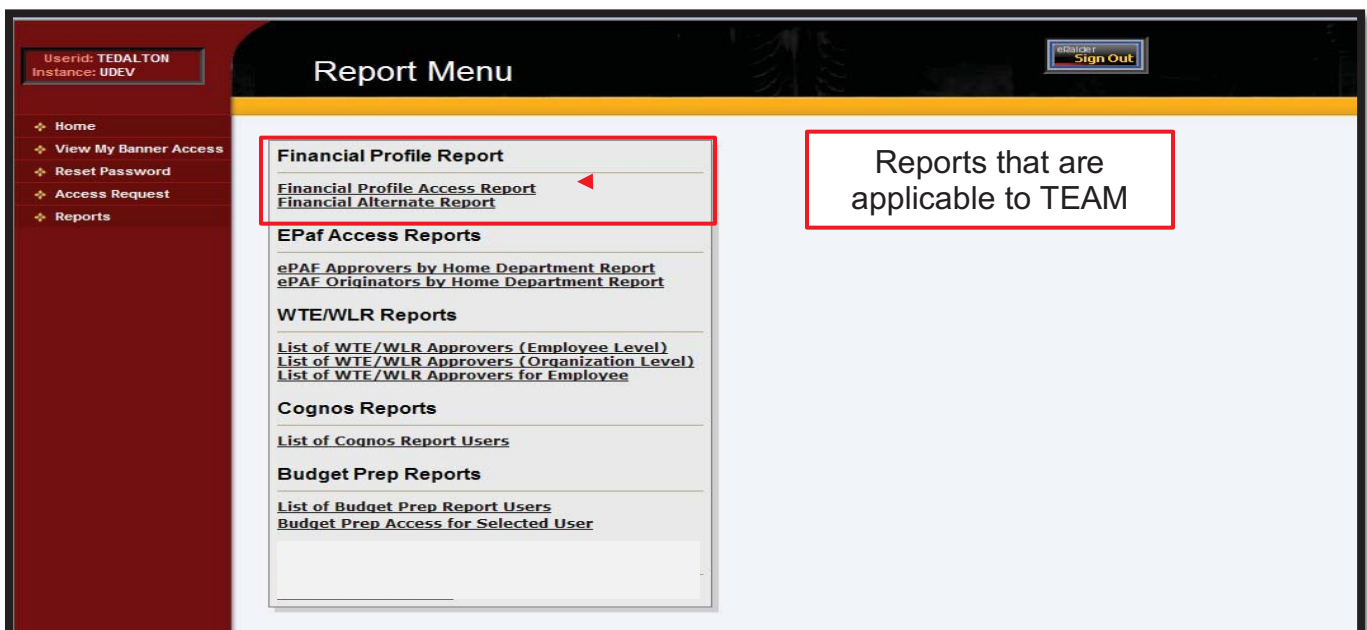 Userid: TEDALTON
Instance: UDEV
Report Menu
eRaider
Sign Out
Home
View My Banner Access
Reset Password
Access Request
Reports
Financial Profile Report
Financial Profile Access Report
Financial Alternate Report
EPaf Access Reports
ePAF Approvers by Home Department Report
ePAF Originators by Home Department Report
WTE/WLR Reports
List of WTE/WLR Approvers (Employee Level)
List of WTE/WLR Approvers (Organization Level)
List of WTE/WLR Approvers for Employee
Cognos Reports
List of Cognos Report Users
Budget Prep Reports
List of Budget Prep Report Users
Budget Prep Access for Selected User
Reports that are
applicable to TEAM